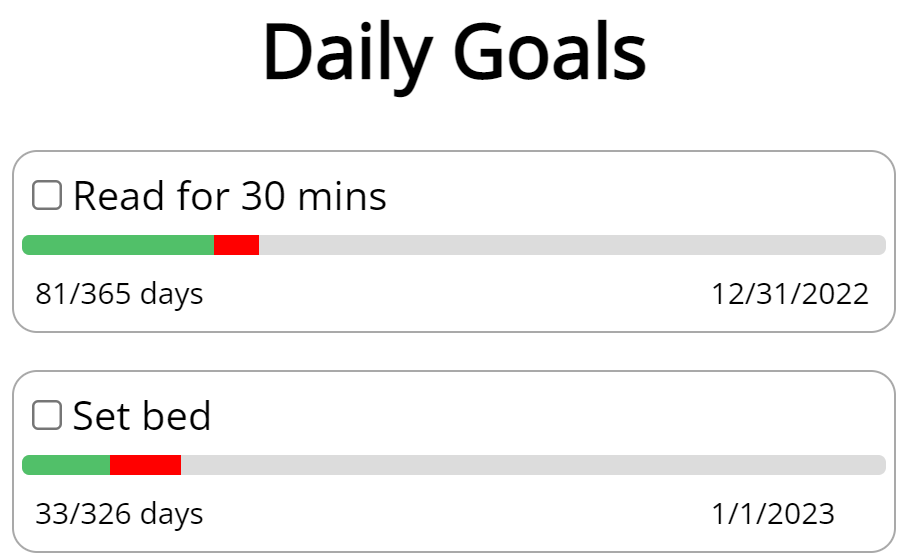 Daily Goals
Read for 30 mins
81/365 days 12/31/2022
Set bed
33/326 days 1/1/2023